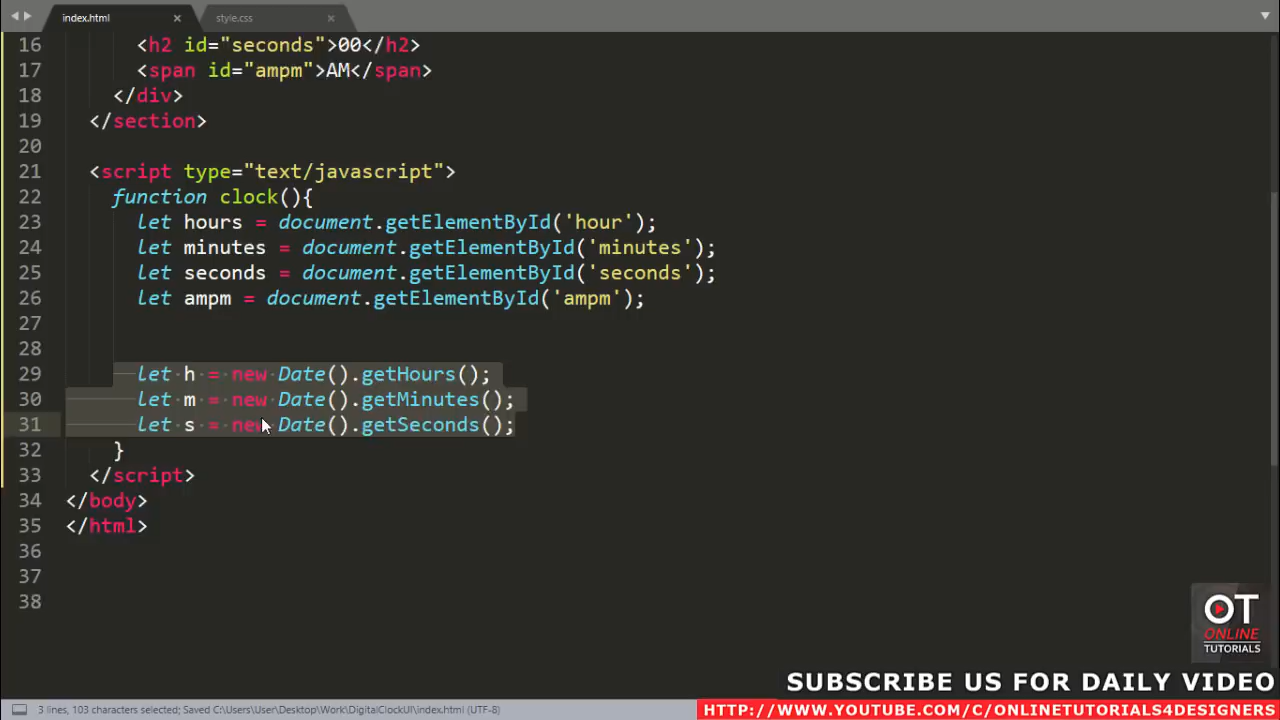 index.html × style.css ×
16 <h2 id="seconds">00</h2>
17 <span id="ampm">AM</span>
18 </div>
19 </section>
20
21 <script type="text/javascript">
22 function clock(){
23 let hours = document.getElementById('hour');
24 let minutes = document.getElementById('minutes');
25 let seconds = document.getElementById('seconds');
26 let ampm = document.getElementById('ampm');
27
28
29 let h = new Date().getHours();
30 let m = new Date().getMinutes();
31 let s = new Date().getSeconds();
32 }
33 </script>
34 </body>
35 </html>
36
37
38
OT
ONLINE
TUTORIALS
SUBSCRIBE US FOR DAILY VIDEO
3 lines, 103 characters selected; Saved C:\Users\User\Desktop\Work\DigitalClockUI\index.html (UTF-8)
HTTP://WWW.YOUTUBE.COM/C/ONLINETUTORIALS4DESIGNERS